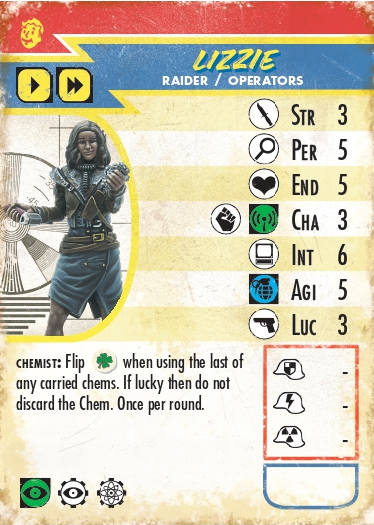 LIZZIE
RAIDER / OPERATORS
STR 3
PER 5
END 5
CHA 3
INT 6
AGI 5
LUC 3
CHEMIST: Flip when using the last of
any carried chems. If lucky then do not
discard the Chem. Once per round.
-
-
-